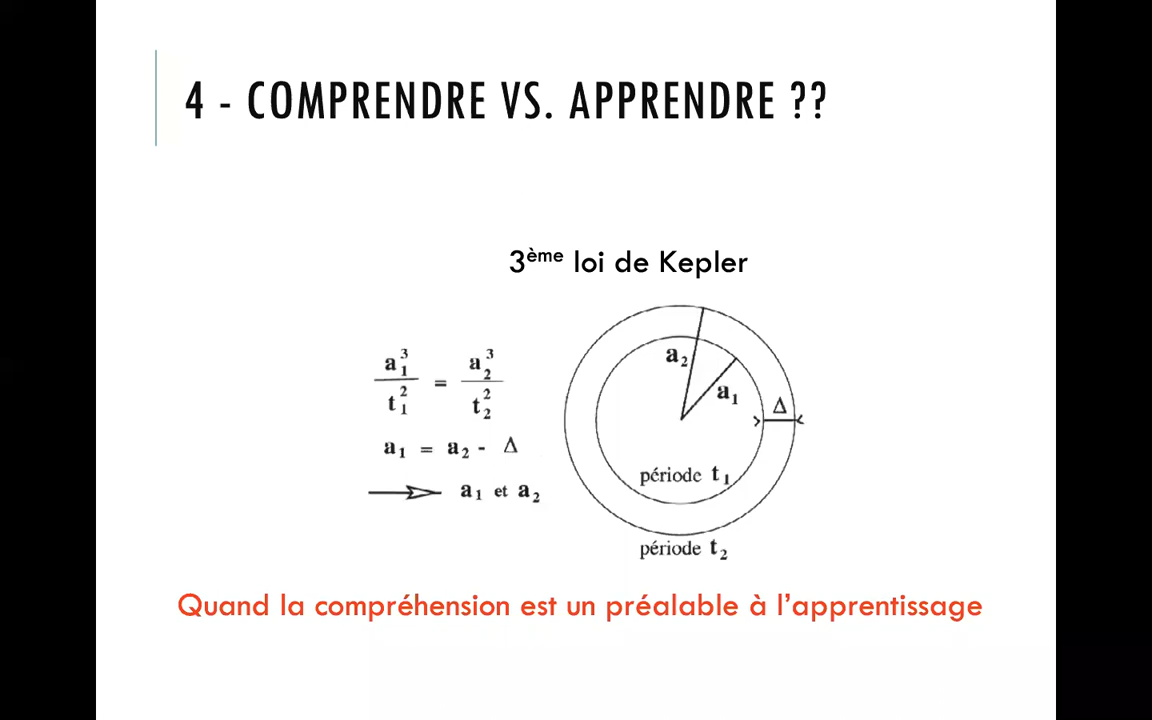 4 - COMPRENDRE VS. APPRENDRE ??
3ème loi de Kepler
a₁³ / t₁² = a₂³ / t₂²
a₁ = a₂ - Δ
a₁ et a₂
a₂
a₁
Δ
période t₁
période t₂
Quand la compréhension est un préalable à l’apprentissage